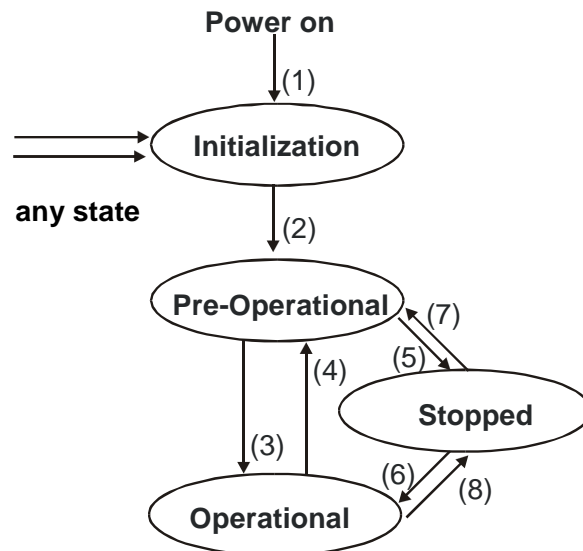 Power on
(1)
Initialization
any state
(2)
Pre-Operational
(7)
(5)
(4)
Stopped
(3)
(6)
(8)
Operational